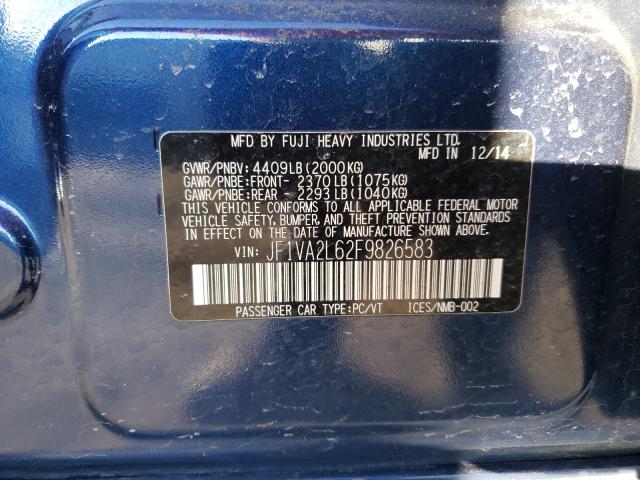 MFD BY FUJI HEAVY INDUSTRIES LTD.
MFD IN 12/14
GVWR/PNBV: 4409LB(2000KG)
GAWR/PNBE:FRONT- 2370LB(1075KG)
GAWR/PNBE:REAR - 2293LB(1040KG)
THIS VEHICLE CONFORMS TO ALL APPLICABLE FEDERAL MOTOR
VEHICLE SAFETY, BUMPER, AND THEFT PREVENTION STANDARDS
IN EFFECT ON THE DATE OF MANUFACTURE SHOWN ABOVE.
VIN: JF1VA2L62F9826583
PASSENGER CAR TYPE:PC/VT ICES/NMB-002